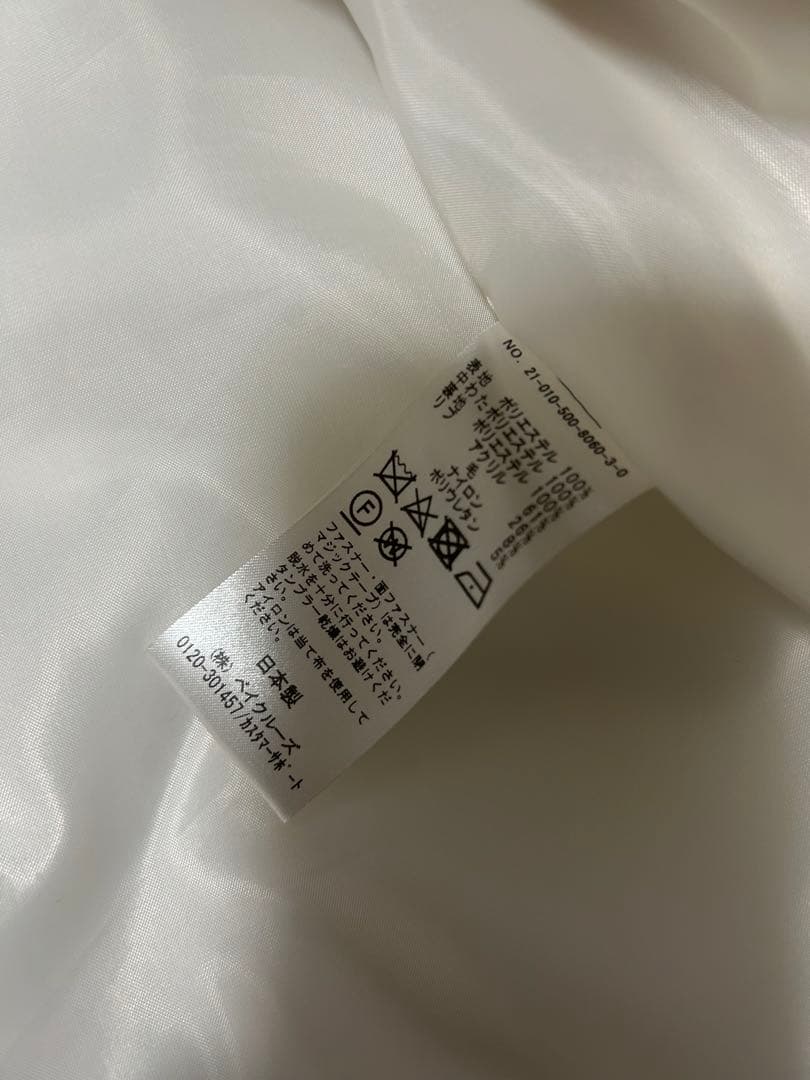 NO. 21-010-500-8060-3-0
表地 ポリエステル 100%
中わた ポリエステル 100%
裏地 ポリエステル 100%
リブ アクリル 61%
毛 26%
ナイロン 8%
ポリウレタン 5%
F
ファスナー・面ファスナー(
マジックテープ)は完全に閉
めて洗ってください。
脱水を十分に行ってください。
タンブラー乾燥はお避けくだ
さい。
アイロンは当て布を使用して
ください。
日本製
(株) ベイクルーズ
0120-301457/ｶｽﾀﾏｰｻﾎﾟｰﾄ